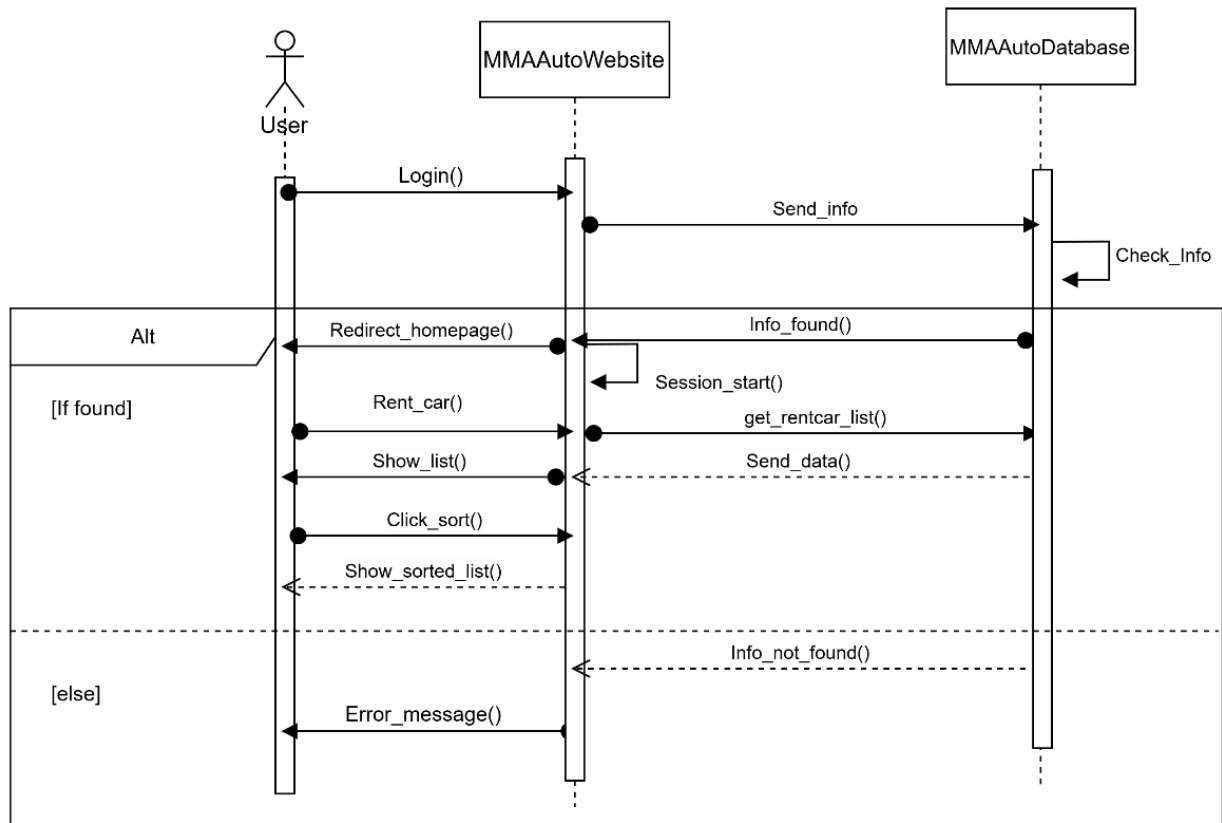 MMAAutoWebsite
MMAAutoDatabase
User
Login()
Send_info
Check_Info
Alt
Redirect_homepage()
Info_found()
Session_start()
[If found]
Rent_car()
get_rentcar_list()
Show_list()
Send_data()
Click_sort()
Show_sorted_list()
Info_not_found()
[else]
Error_message()